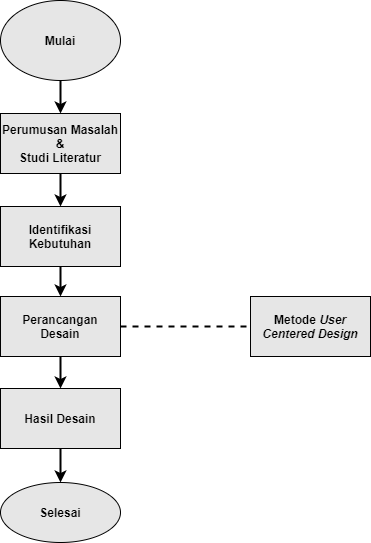 Mulai
Perumusan Masalah
&
Studi Literatur
Identifikasi
Kebutuhan
Perancangan
Desain
Metode User
Centered Design
Hasil Desain
Selesai